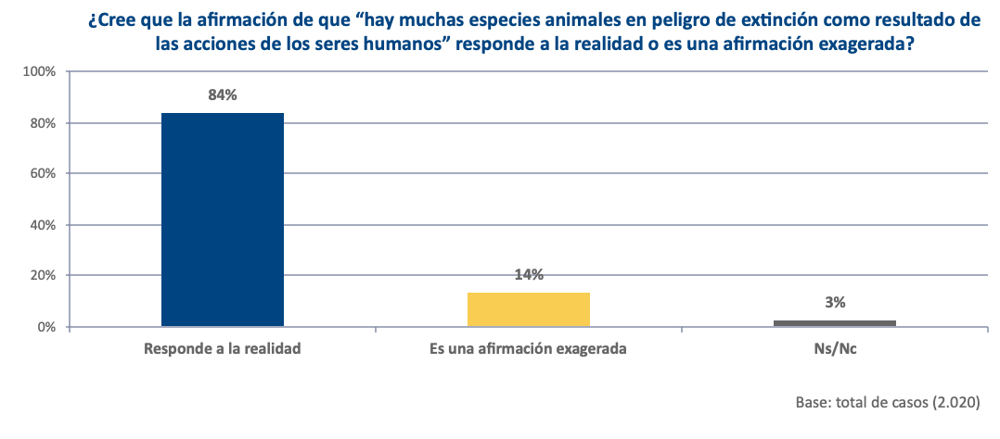 ¿Cree que la afirmación de que “hay muchas especies animales en peligro de extinción como resultado de
las acciones de los seres humanos” responde a la realidad o es una afirmación exagerada?
100%
84%
80%
60%
40%
20%
14%
3%
0%
Responde a la realidad
Es una afirmación exagerada
Ns/Nc
Base: total de casos (2.020)